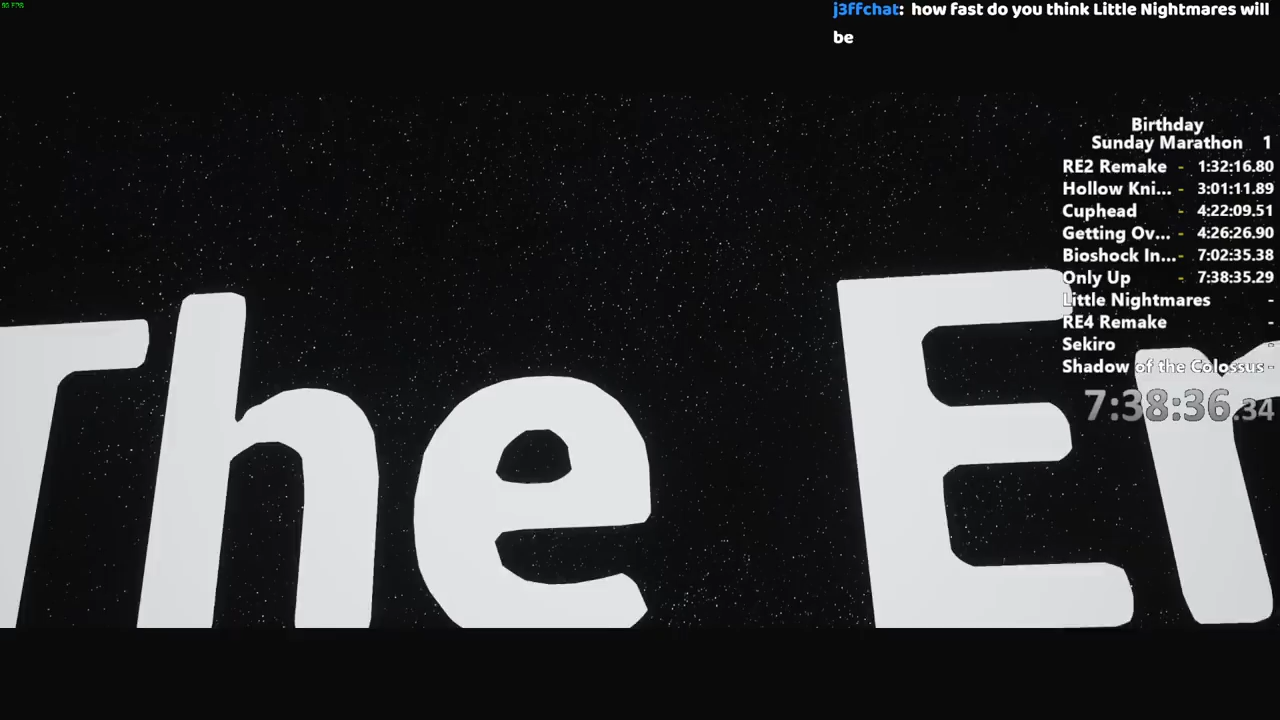 93 FPS
j3ffchat: how fast do you think Little Nightmares will
be
Birthday
Sunday Marathon 1
RE2 Remake - 1:32:16.80
Hollow Kni... - 3:01:11.89
Cuphead - 4:22:09.51
Getting Ov... - 4:26:26.90
Bioshock In... - 7:02:35.38
Only Up - 7:38:35.29
Little Nightmares -
RE4 Remake -
Sekiro -
Shadow of the Colossus -
7:38:36.34
The En